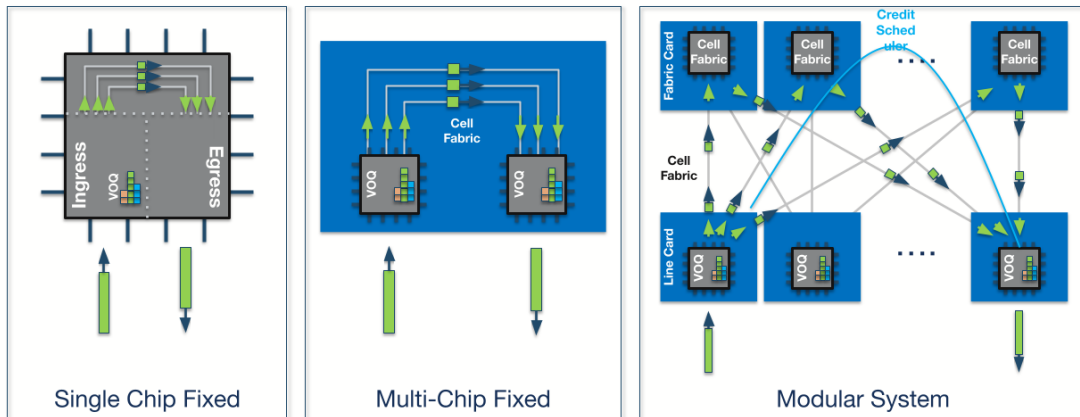 Ingress
VOQ
Egress
Single Chip Fixed
Cell
Fabric
VOQ
VOQ
Multi-Chip Fixed
Credit
Sched
uler
Fabric Card
Cell
Fabric
Cell
Fabric
....
Cell
Fabric
Cell
Fabric
Line Card
VOQ
VOQ
....
VOQ
Modular System